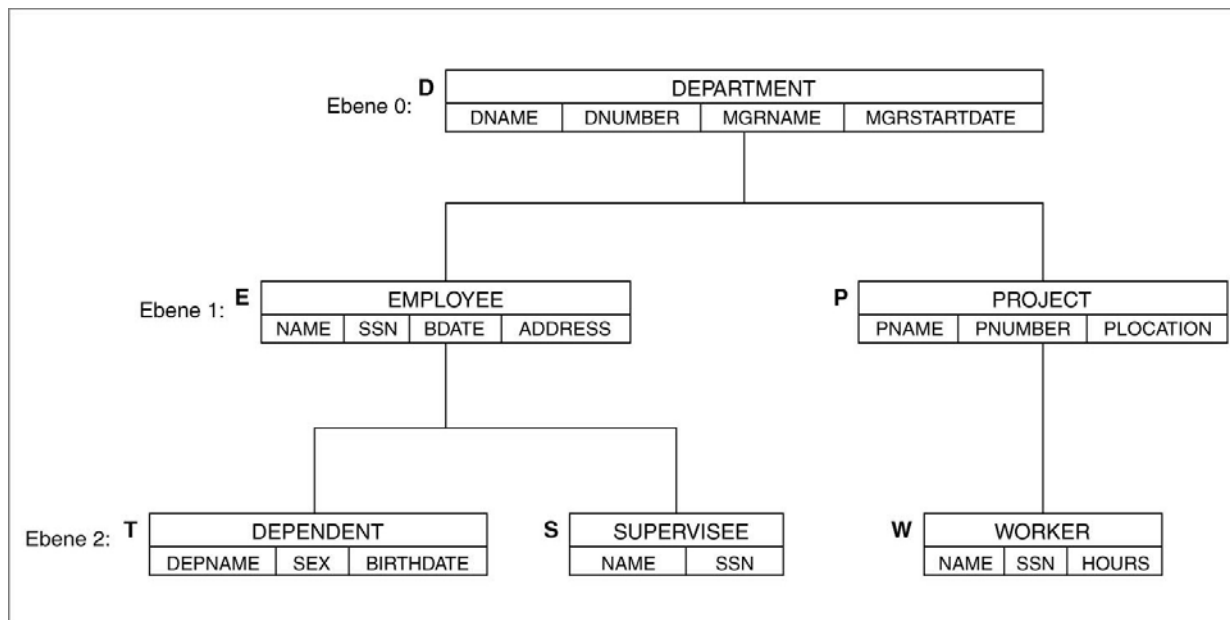 D DEPARTMENT
Ebene 0:
DNAME DNUMBER MGRNAME MGRSTARTDATE
Ebene 1: E EMPLOYEE
NAME SSN BDATE ADDRESS
P PROJECT
PNAME PNUMBER PLOCATION
Ebene 2: T DEPENDENT
DEPNAME SEX BIRTHDATE
S SUPERVISEE
NAME SSN
W WORKER
NAME SSN HOURS